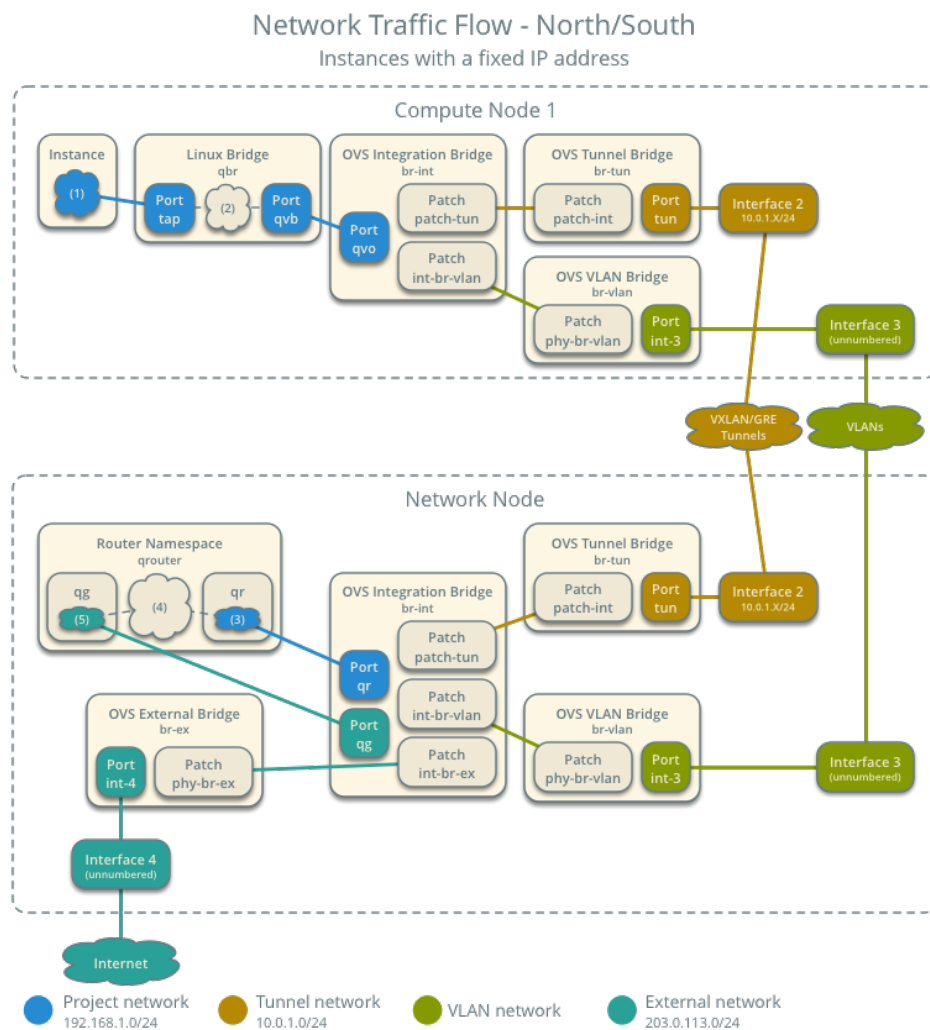 Network Traffic Flow - North/South
Instances with a fixed IP address
Compute Node 1
Instance
(1)
Linux Bridge
qbr
Port
tap
(2)
Port
qvb
OVS Integration Bridge
br-int
Port
qvo
Patch
patch-tun
Patch
int-br-vlan
OVS Tunnel Bridge
br-tun
Patch
patch-int
Port
tun
Interface 2
10.0.1.X/24
OVS VLAN Bridge
br-vlan
Patch
phy-br-vlan
Port
int-3
Interface 3
(unnumbered)
VXLAN/GRE
Tunnels
VLANs
Network Node
Router Namespace
qrouter
qg
(5)
(4)
qr
(3)
OVS Integration Bridge
br-int
Port
qr
Port
qg
Patch
patch-tun
Patch
int-br-vlan
Patch
int-br-ex
OVS Tunnel Bridge
br-tun
Patch
patch-int
Port
tun
Interface 2
10.0.1.X/24
OVS External Bridge
br-ex
Port
int-4
Patch
phy-br-ex
OVS VLAN Bridge
br-vlan
Patch
phy-br-vlan
Port
int-3
Interface 3
(unnumbered)
Interface 4
(unnumbered)
Internet
Project network
192.168.1.0/24
Tunnel network
10.0.1.0/24
VLAN network
External network
203.0.113.0/24